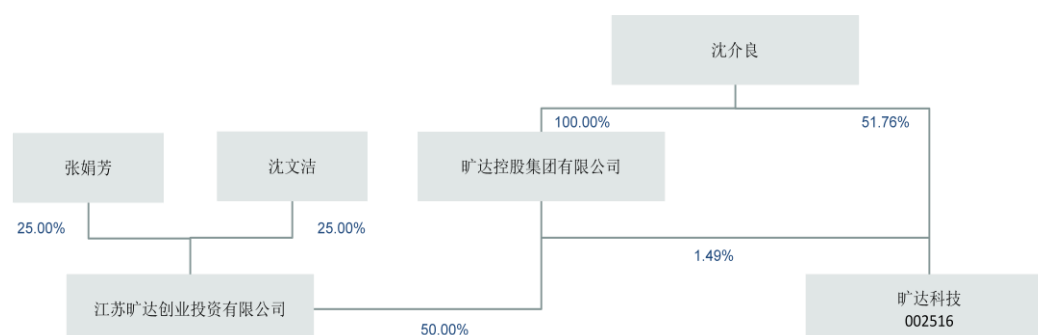 沈介良
100.00%
51.76%
张娟芳
沈文洁
旷达控股集团有限公司
25.00%
25.00%
1.49%
江苏旷达创业投资有限公司
旷达科技
002516
50.00%